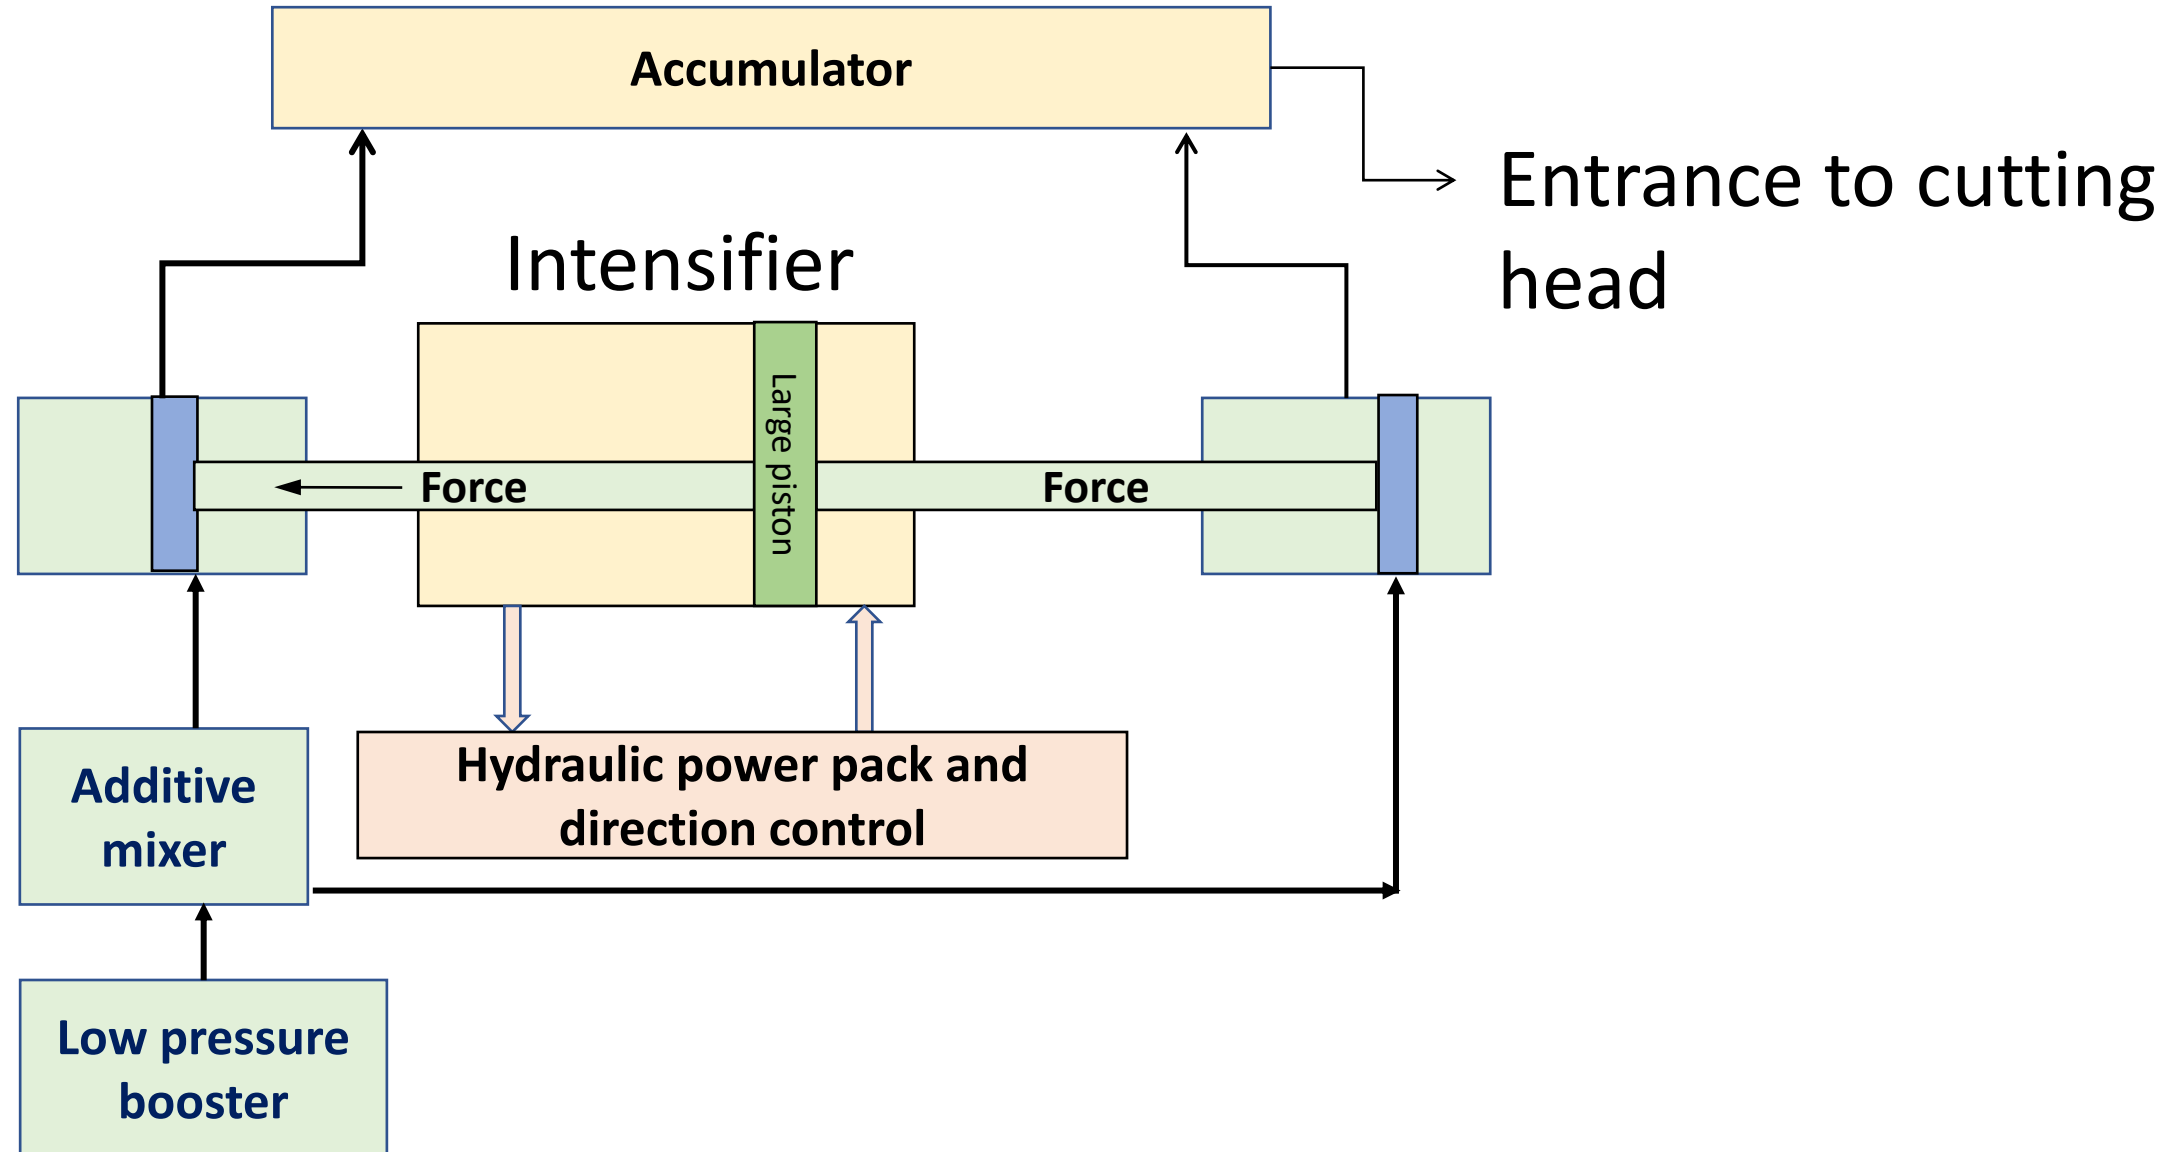 Accumulator
Entrance to cutting
head
Intensifier
Large piston
Force
Force
Hydraulic power pack and
direction control
Additive
mixer
Low pressure
booster